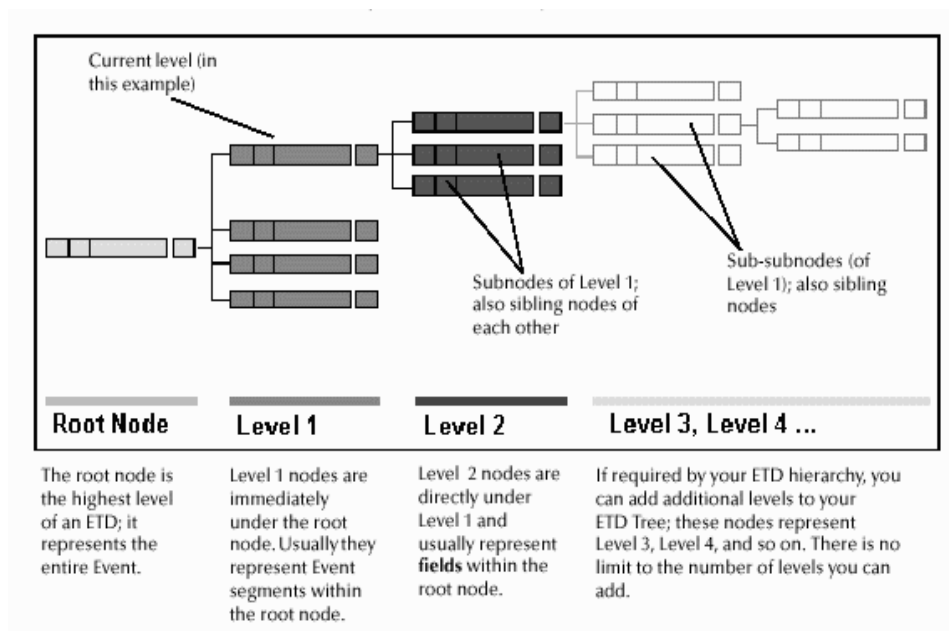 Current level (in
this example)
Subnodes of Level 1;
also sibling nodes of
each other
Sub-subnodes (of
Level 1); also sibling
nodes
Root Node
Level 1
Level 2
Level 3, Level 4 ...
The root node is
the highest level
of an ETD; it
represents the
entire Event.
Level 1 nodes are
immediately
under the root
node. Usually they
represent Event
segments within
the root node.
Level 2 nodes are
directly under
Level 1 and
usually represent
fields within the
root node.
If required by your ETD hierarchy, you
can add additional levels to your
ETD Tree; these nodes represent
Level 3, Level 4, and so on. There is no
limit to the number of levels you can
add.